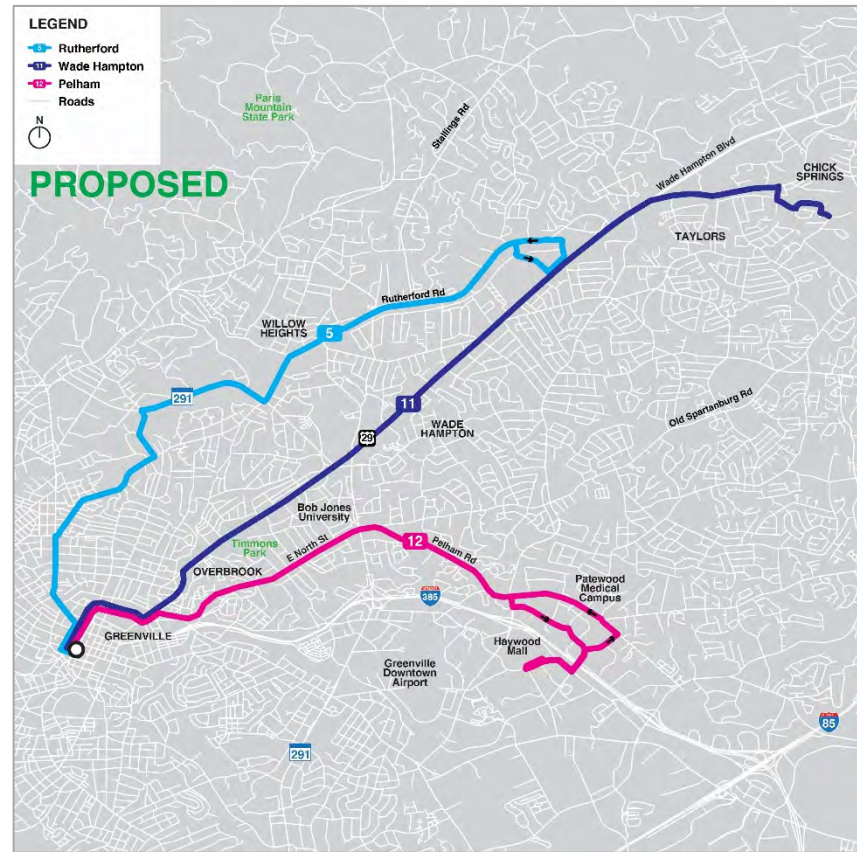 LEGEND
5 Rutherford
11 Wade Hampton
12 Pelham
Roads
N
PROPOSED
Paris
Mountain
State Park
Stallings Rd
Wade Hampton Blvd
CHICK
SPRINGS
TAYLORS
Rutherford Rd
WILLOW
HEIGHTS
5
291
11
Old Spartanburg Rd
29
WADE
HAMPTON
Bob Jones
University
Timmons
Park
E North St
12
Pelham Rd
OVERBROOK
Patewood
Medical
Campus
385
GREENVILLE
Haywood
Mall
Greenville
Downtown
Airport
291
85